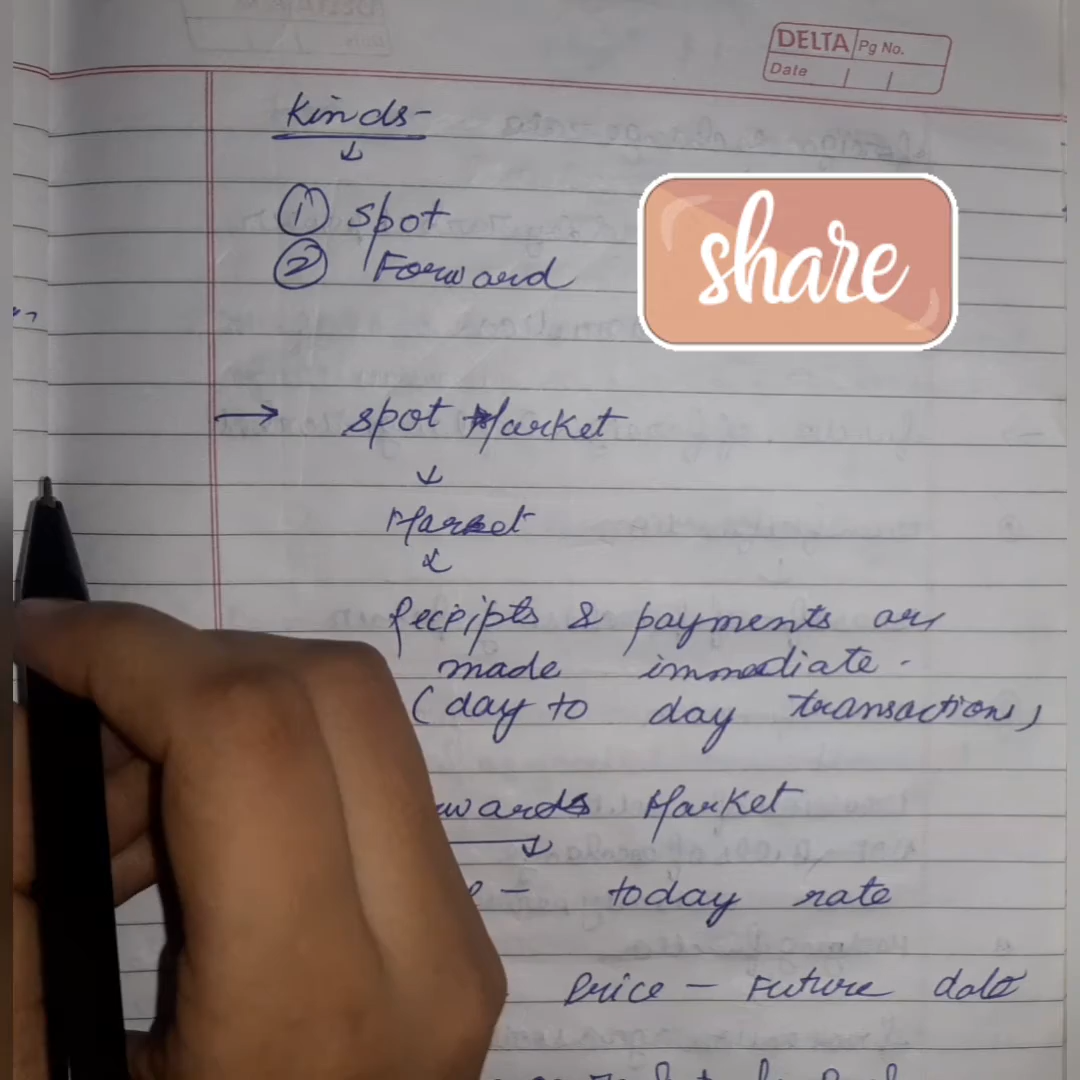 DELTA Pg No.
Date
Kinds-
↓
① Spot
② Forward
share
→ Spot Market
↓
Market
↓
Receipts & payments are
made immediate.
(day to day transactions)
wards Market
↓
- today rate
Price - Future date